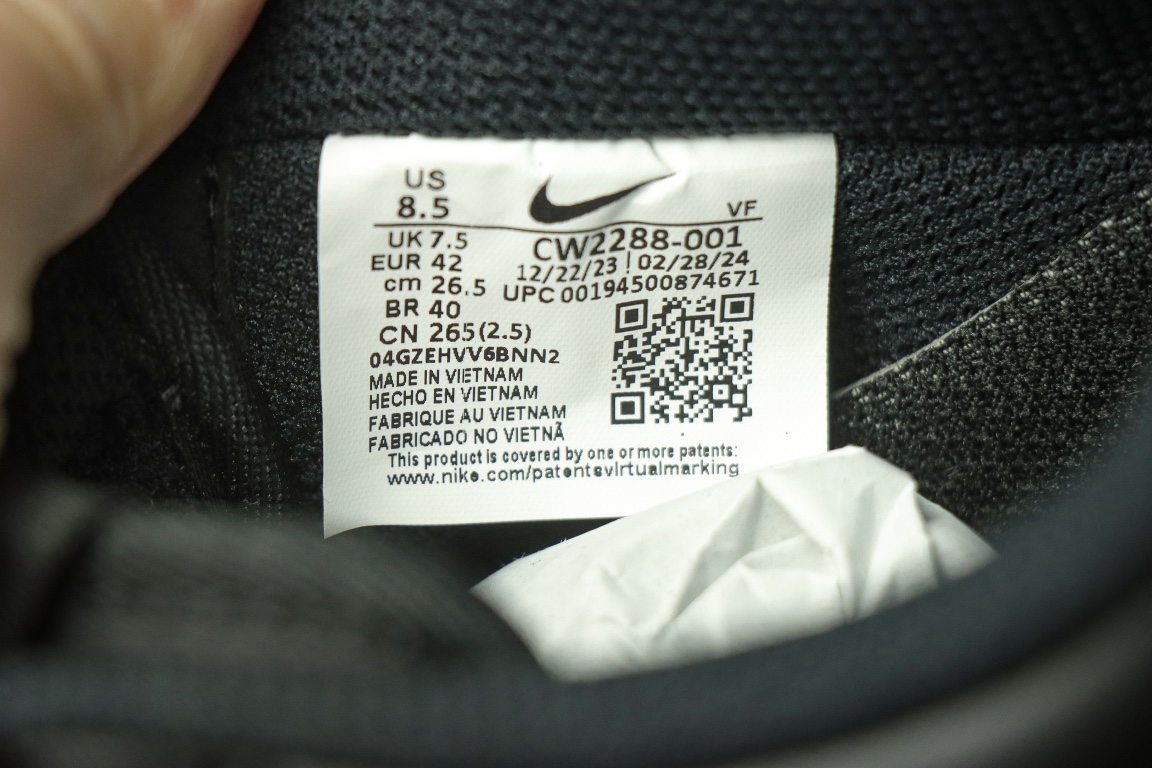 US
8.5
VF
UK 7.5
CW2288-001
EUR 42
12/22/23 | 02/28/24
cm 26.5
UPC 00194500874671
BR 40
CN 265(2.5)
04GZEHVV6BNN2
MADE IN VIETNAM
HECHO EN VIETNAM
FABRIQUE AU VIETNAM
FABRICADO NO VIETNÃ
This product is covered by one or more patents:
www.nike.com/patentsvirtualmarking